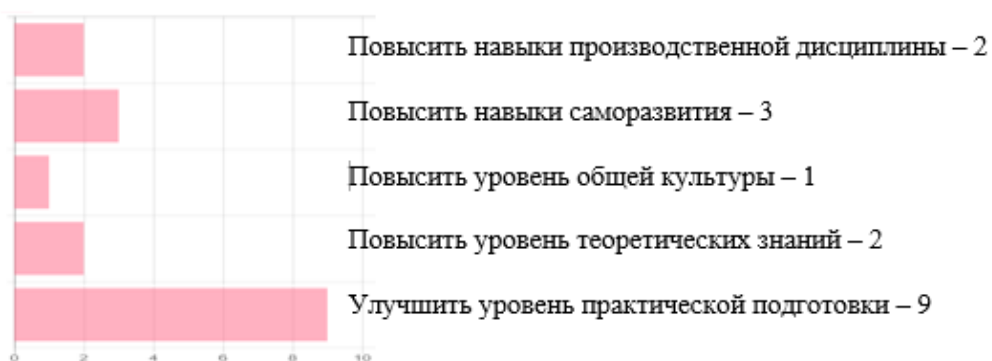 Повысить навыки производственной дисциплины – 2
Повысить навыки саморазвития – 3
Повысить уровень общей культуры – 1
Повысить уровень теоретических знаний – 2
Улучшить уровень практической подготовки – 9
0 2 4 6 8 10